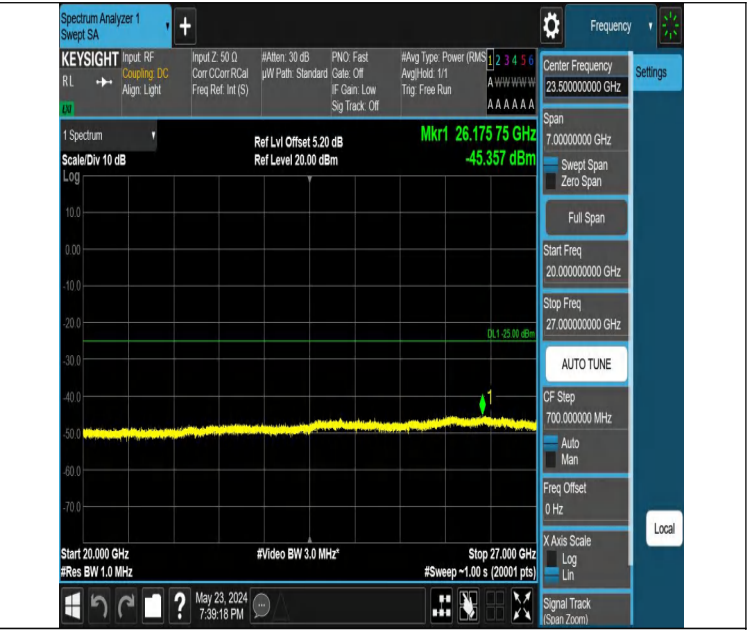 Spectrum Analyzer 1
Swept SA
+
Frequency
KEYSIGHT
RL
LXI
Input: RF
Coupling: DC
Align: Light
Input Z: 50 Ω
Corr CCorr RCal
Freq Ref: Int (S)
#Atten: 30 dB
µW Path: Standard
PNO: Fast
Gate: Off
IF Gain: Low
Sig Track: Off
#Avg Type: Power (RMS
Avg|Hold: 1/1
Trig: Free Run
1 2 3 4 5 6
A W W W W W
A A A A A A
1 Spectrum
Scale/Div 10 dB
Log
Ref Lvl Offset 5.20 dB
Ref Level 20.00 dBm
Mkr1 26.175 75 GHz
-45.357 dBm
10.0
0.00
-10.0
-20.0
-30.0
-40.0
-50.0
-60.0
-70.0
DL1 -25.00 dBm
1
Start 20.000 GHz
#Res BW 1.0 MHz
#Video BW 3.0 MHz*
Stop 27.000 GHz
#Sweep ~1.00 s (20001 pts)
Center Frequency
23.500000000 GHz
Settings
Span
7.00000000 GHz
Swept Span
Zero Span
Full Span
Start Freq
20.000000000 GHz
Stop Freq
27.000000000 GHz
AUTO TUNE
CF Step
700.000000 MHz
Auto
Man
Freq Offset
0 Hz
X Axis Scale
Log
Lin
Local
Signal Track
(Span Zoom)
?
May 23, 2024
7:39:18 PM